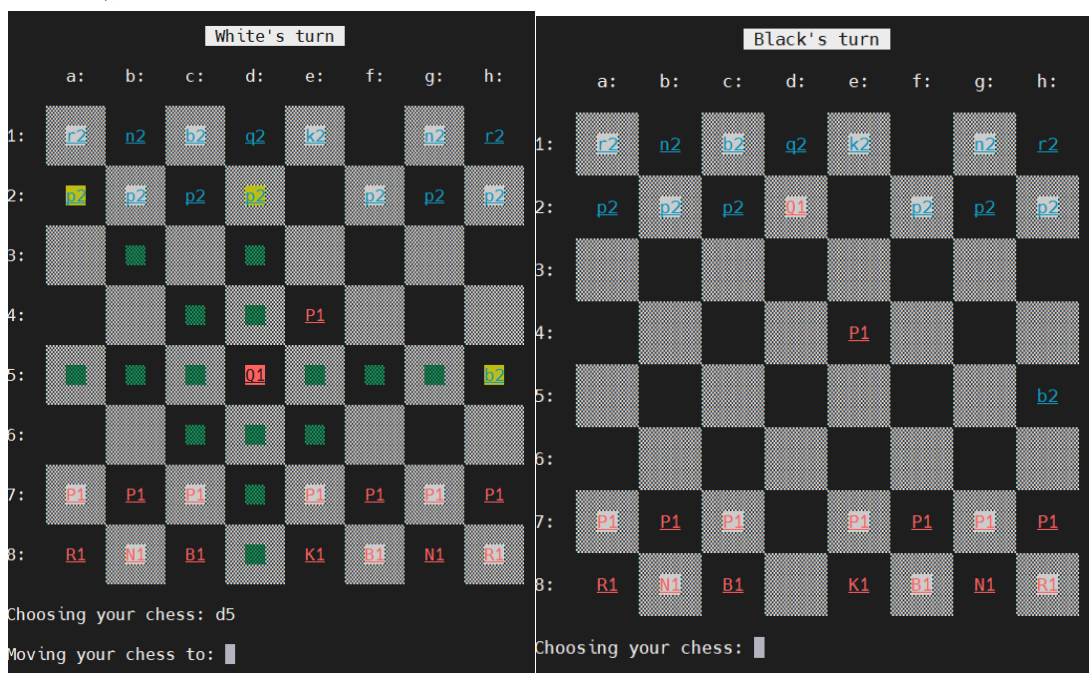 White's turn
a: b: c: d: e: f: g: h:
1: r2 n2 b2 q2 k2 n2 r2
2: p2 p2 p2 p2 p2 p2 p2
3:
4: P1
5: Q1 b2
6:
7: P1 P1 P1 P1 P1 P1 P1
8: R1 N1 B1 K1 B1 N1 R1
Choosing your chess: d5
Moving your chess to:
Black's turn
a: b: c: d: e: f: g: h:
1: r2 n2 b2 q2 k2 n2 r2
2: p2 p2 p2 Q1 p2 p2 p2
3:
4: P1
5: b2
6:
7: P1 P1 P1 P1 P1 P1 P1
8: R1 N1 B1 K1 B1 N1 R1
Choosing your chess: